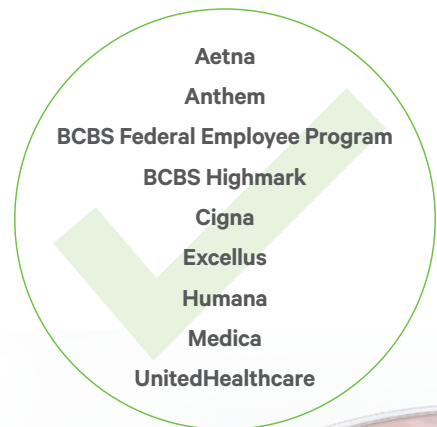 Aetna
Anthem
BCBS Federal Employee Program
BCBS Highmark
Cigna
Excellus
Humana
Medica
UnitedHealthcare